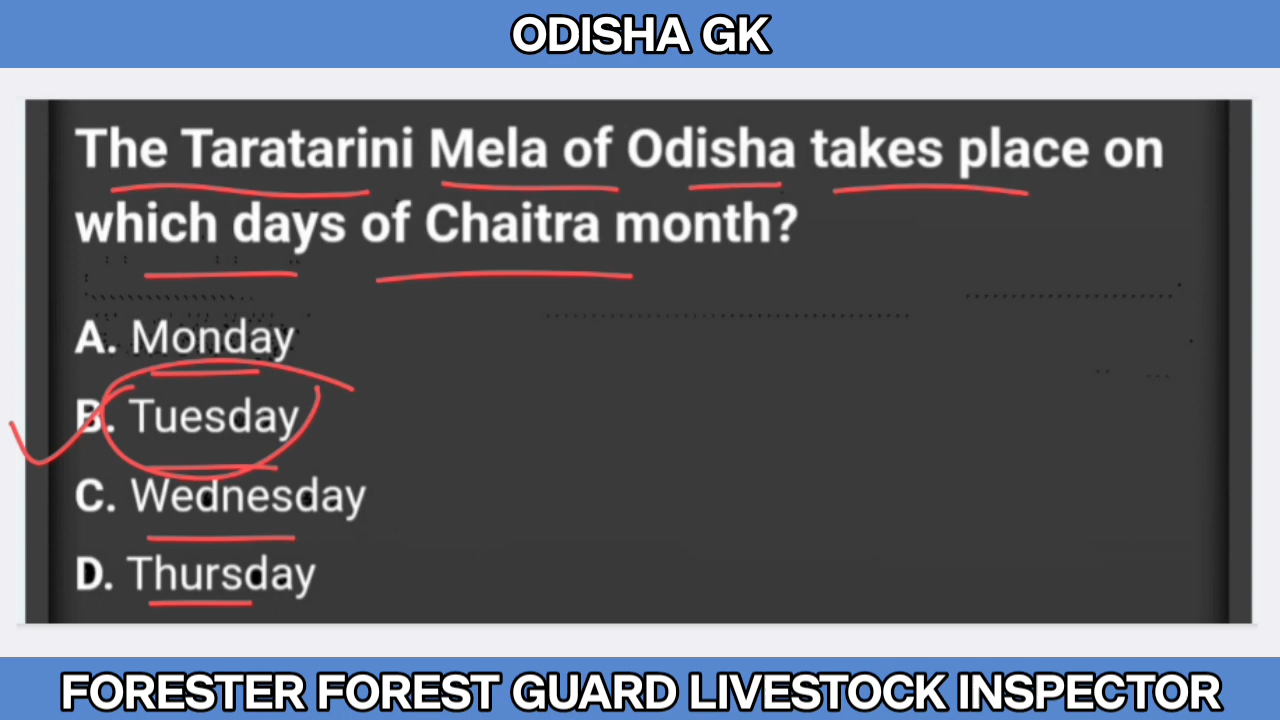 ODISHA GK
The Taratarini Mela of Odisha takes place on
which days of Chaitra month?
A. Monday
B. Tuesday
C. Wednesday
D. Thursday
FORESTER FOREST GUARD LIVESTOCK INSPECTOR